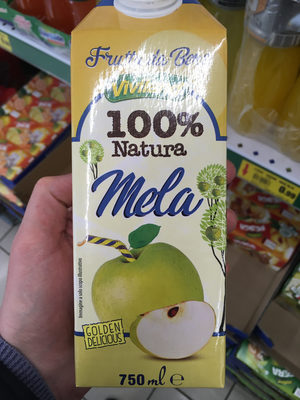 Frutta da Bere
100%
Natura
Mela
Immagine a solo scopo illustrativo
GOLDEN
DELICIOUS
750 ml e